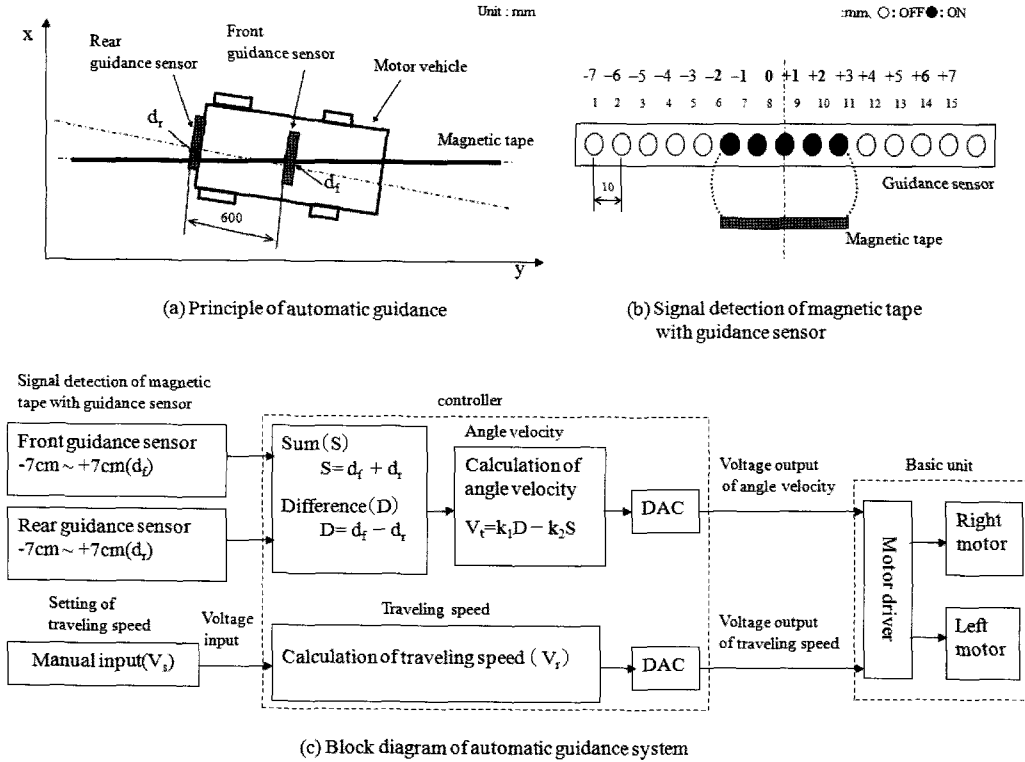 Unit : mm
:mm、○: OFF●: ON
x
Rear
guidance sensor
Front
guidance sensor
Motor vehicle
dr
Magnetic tape
df
600
y
-7 -6 -5 -4 -3 -2 -1 0 +1 +2 +3 +4 +5 +6 +7
1 2 3 4 5 6 7 8 9 10 11 12 13 14 15
10
Guidance sensor
Magnetic tape
(a) Principle of automatic guidance
(b) Signal detection of magnetic tape
with guidance sensor
Signal detection of magnetic
tape with guidance sensor
controller
Front guidance sensor
-7cm ~ +7cm(df)
Rear guidance sensor
-7cm ~ +7cm(dr)
Sum(S)
S= df + dr
Difference(D)
D= df − dr
Angle velocity
Calculation of
angle velocity
Vt=k1D− k2S
DAC
Voltage output
of angle velocity
Basic unit
Motor driver
Right
motor
Left
motor
Setting of
traveling speed
Manual input(Vs)
Voltage
input
Traveling speed
Calculation of traveling speed ( Vr)
DAC
Voltage output
of traveling speed
(c) Block diagram of automatic guidance system